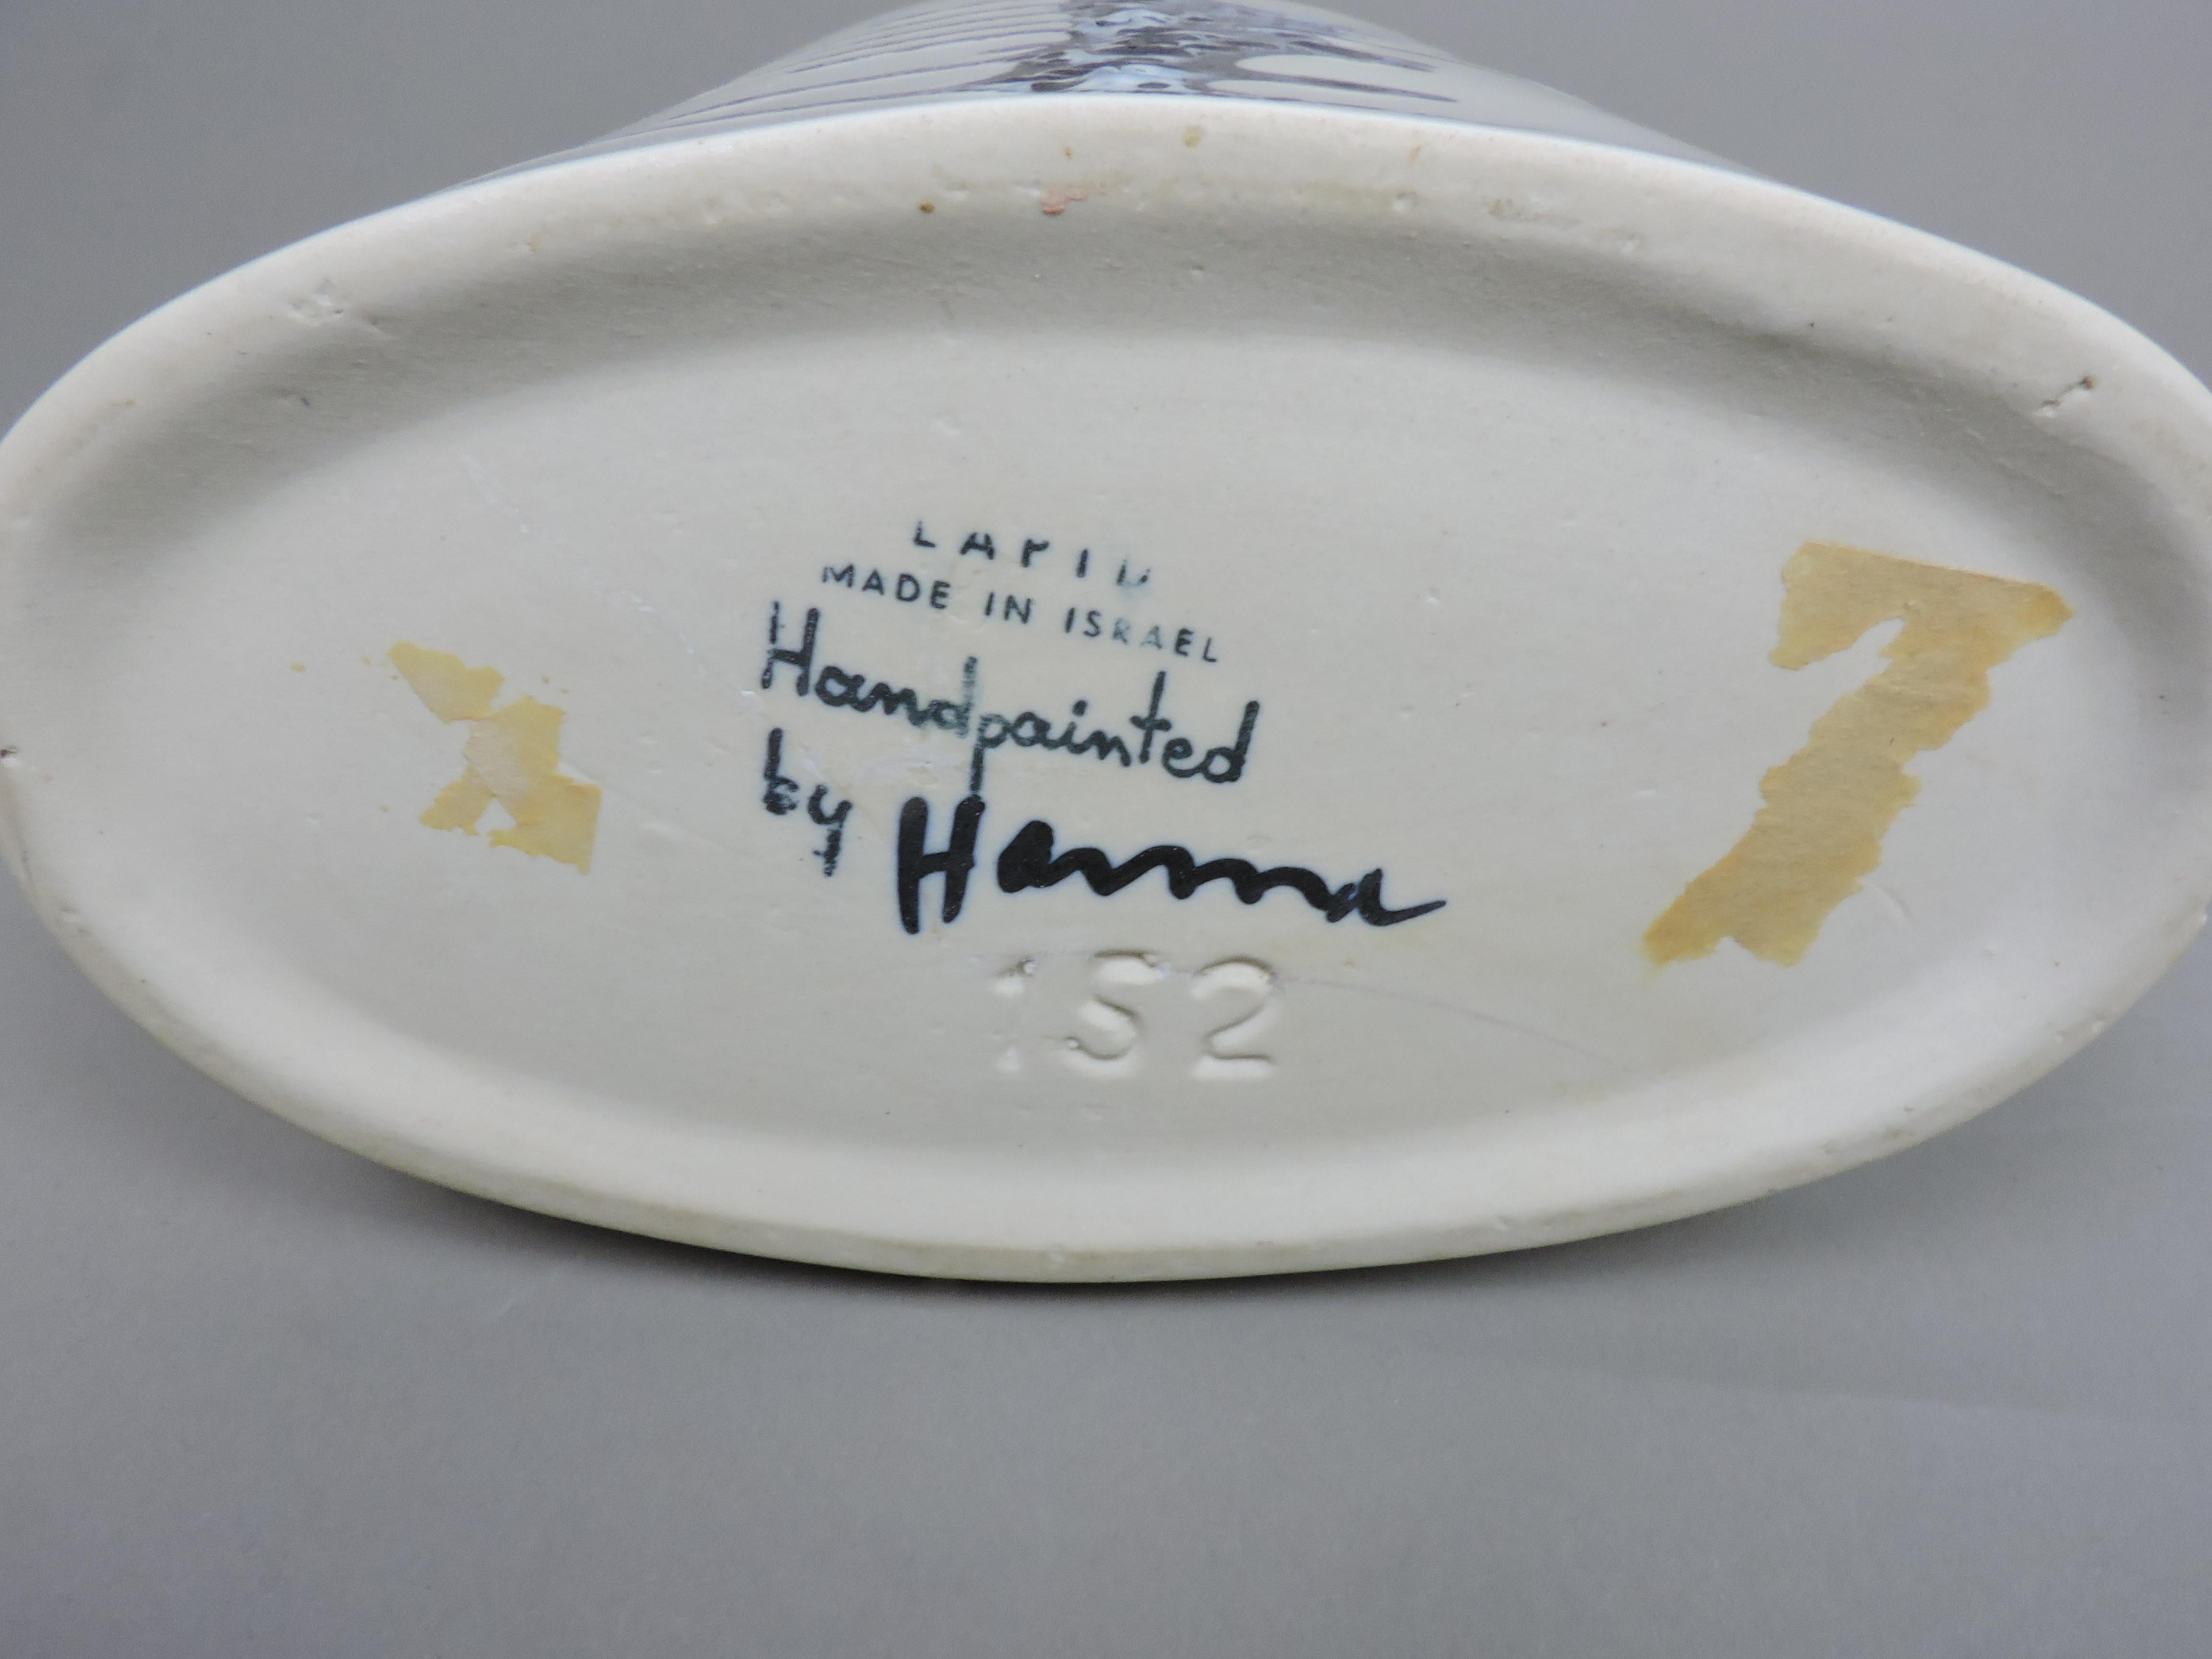 LAPID
MADE IN ISRAEL
Handpainted
by Hanna
152